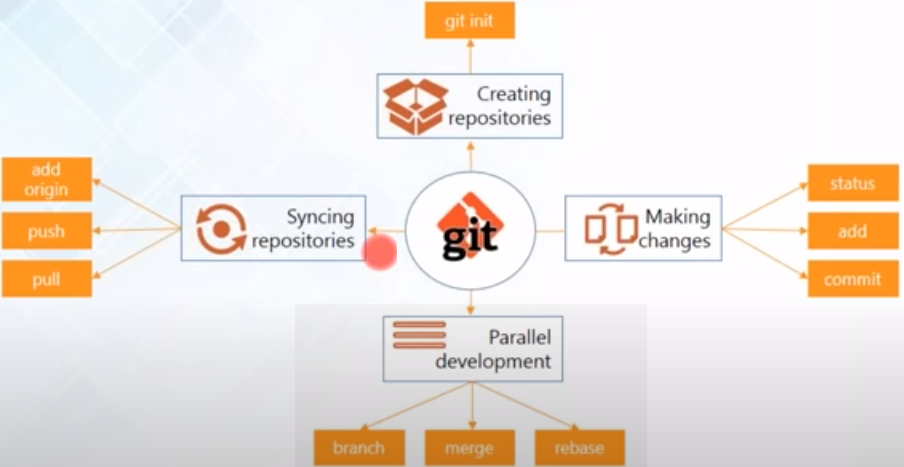 git init
Creating
repositories
add
origin
push
pull
Syncing
repositories
git
Making
changes
status
add
commit
Parallel
development
branch
merge
rebase